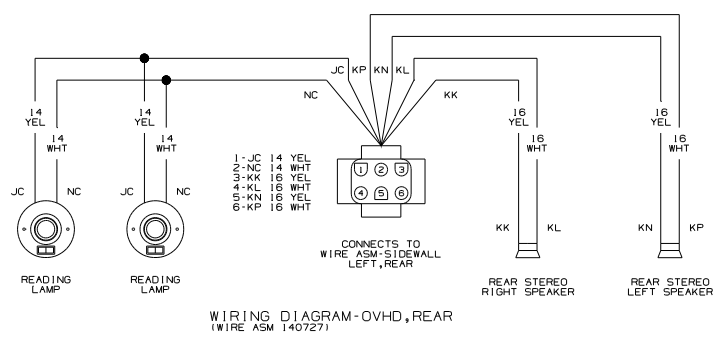 JC
KP
KN
KL
NC
KK
14
YEL
14
WHT
14
YEL
14
WHT
16
YEL
16
WHT
16
YEL
16
WHT
1-JC 14 YEL
2-NC 14 WHT
3-KK 16 YEL
4-KL 16 WHT
5-KN 16 YEL
6-KP 16 WHT
1
2
3
4
5
6
JC
NC
JC
NC
KK
KL
KN
KP
CONNECTS TO
WIRE ASM-SIDEWALL
LEFT,REAR
READING
LAMP
READING
LAMP
REAR STEREO
RIGHT SPEAKER
REAR STEREO
LEFT SPEAKER
WIRING DIAGRAM-OVHD,REAR
(WIRE ASM 140727)